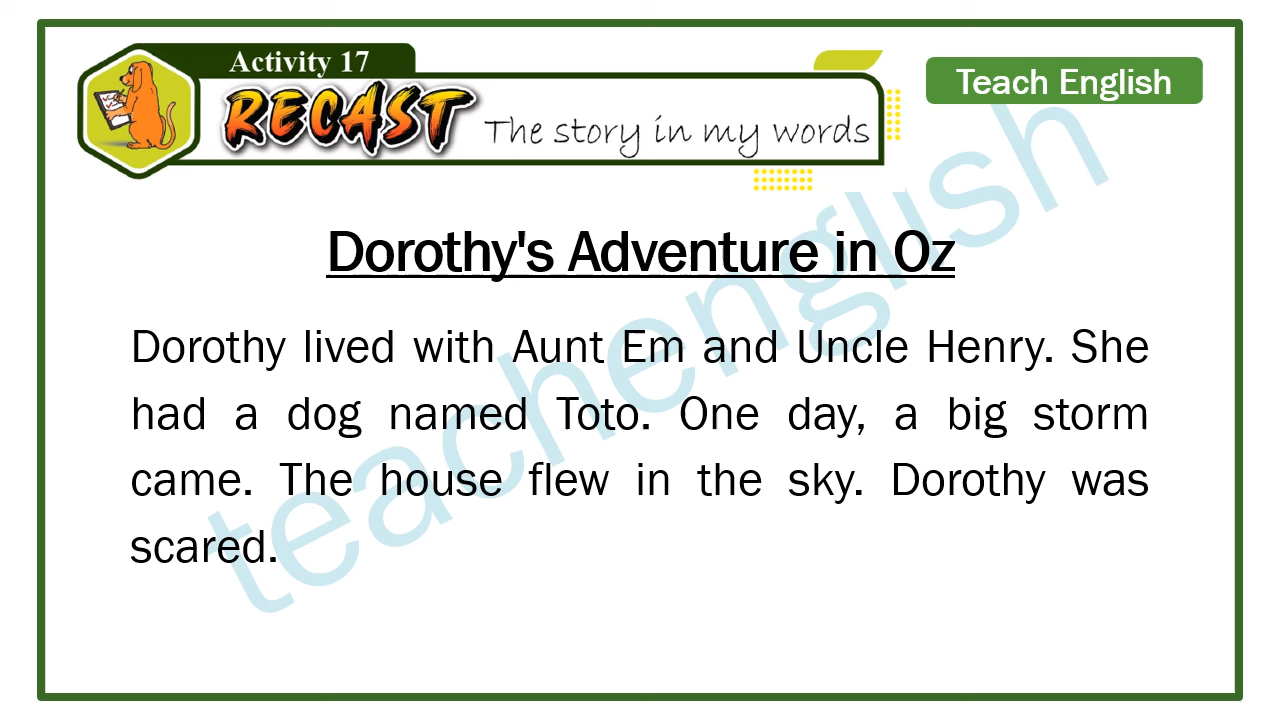 Activity 17
RECAST The story in my words
Teach English
Dorothy's Adventure in Oz
Dorothy lived with Aunt Em and Uncle Henry. She
had a dog named Toto. One day, a big storm
came. The house flew in the sky. Dorothy was
scared.
teachenglish